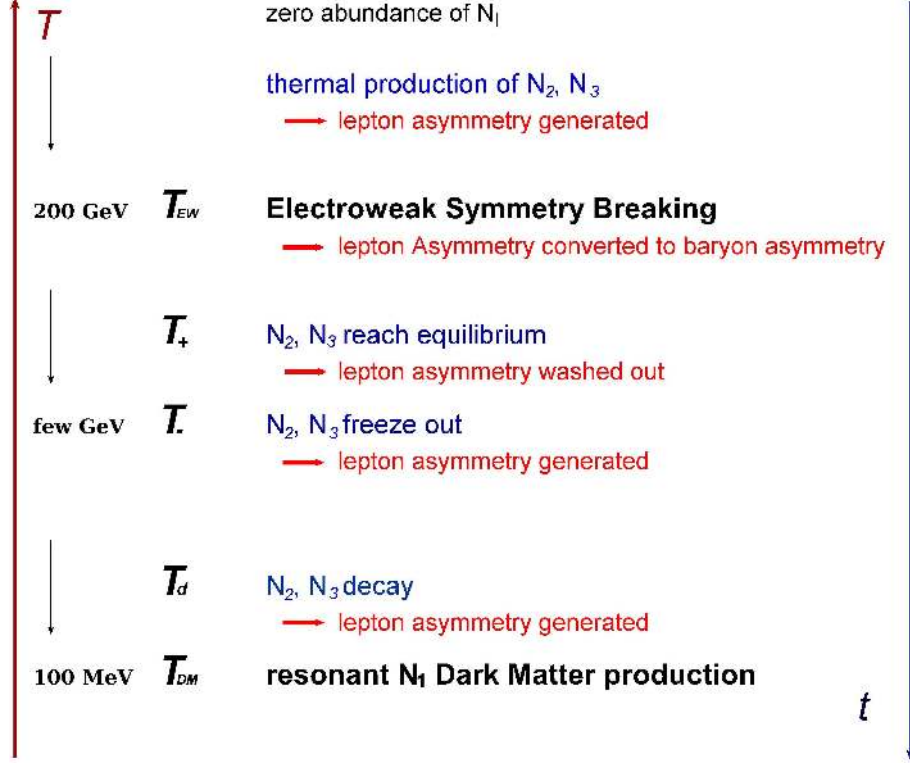 T zero abundance of N_I
thermal production of N₂, N₃
lepton asymmetry generated
200 GeV T_EW Electroweak Symmetry Breaking
lepton Asymmetry converted to baryon asymmetry
T₊ N₂, N₃ reach equilibrium
lepton asymmetry washed out
few GeV T₋ N₂, N₃ freeze out
lepton asymmetry generated
T_d N₂, N₃ decay
lepton asymmetry generated
100 MeV T_DM resonant N₁ Dark Matter production
t